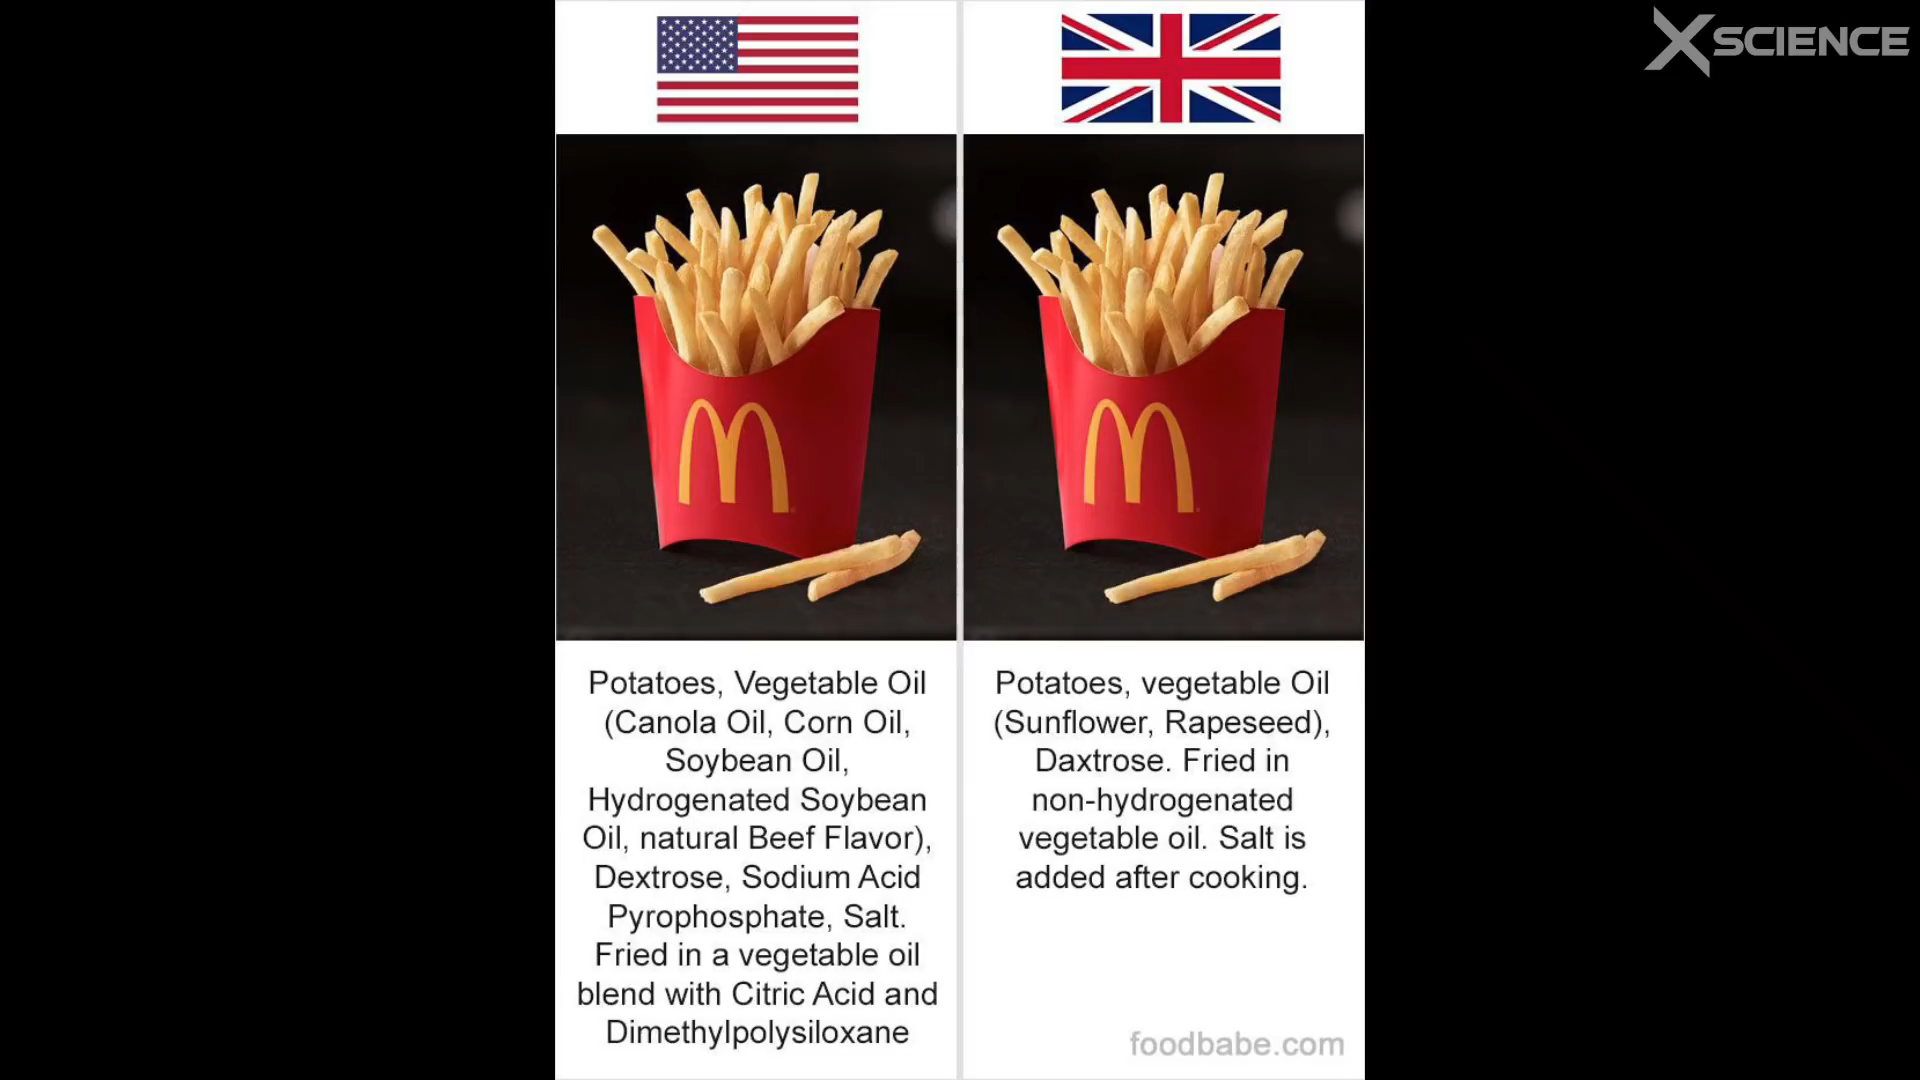 XSCIENCE
Potatoes, Vegetable Oil
(Canola Oil, Corn Oil,
Soybean Oil,
Hydrogenated Soybean
Oil, natural Beef Flavor),
Dextrose, Sodium Acid
Pyrophosphate, Salt.
Fried in a vegetable oil
blend with Citric Acid and
Dimethylpolysiloxane
Potatoes, vegetable Oil
(Sunflower, Rapeseed),
Daxtrose. Fried in
non-hydrogenated
vegetable oil. Salt is
added after cooking.
foodbabe.com